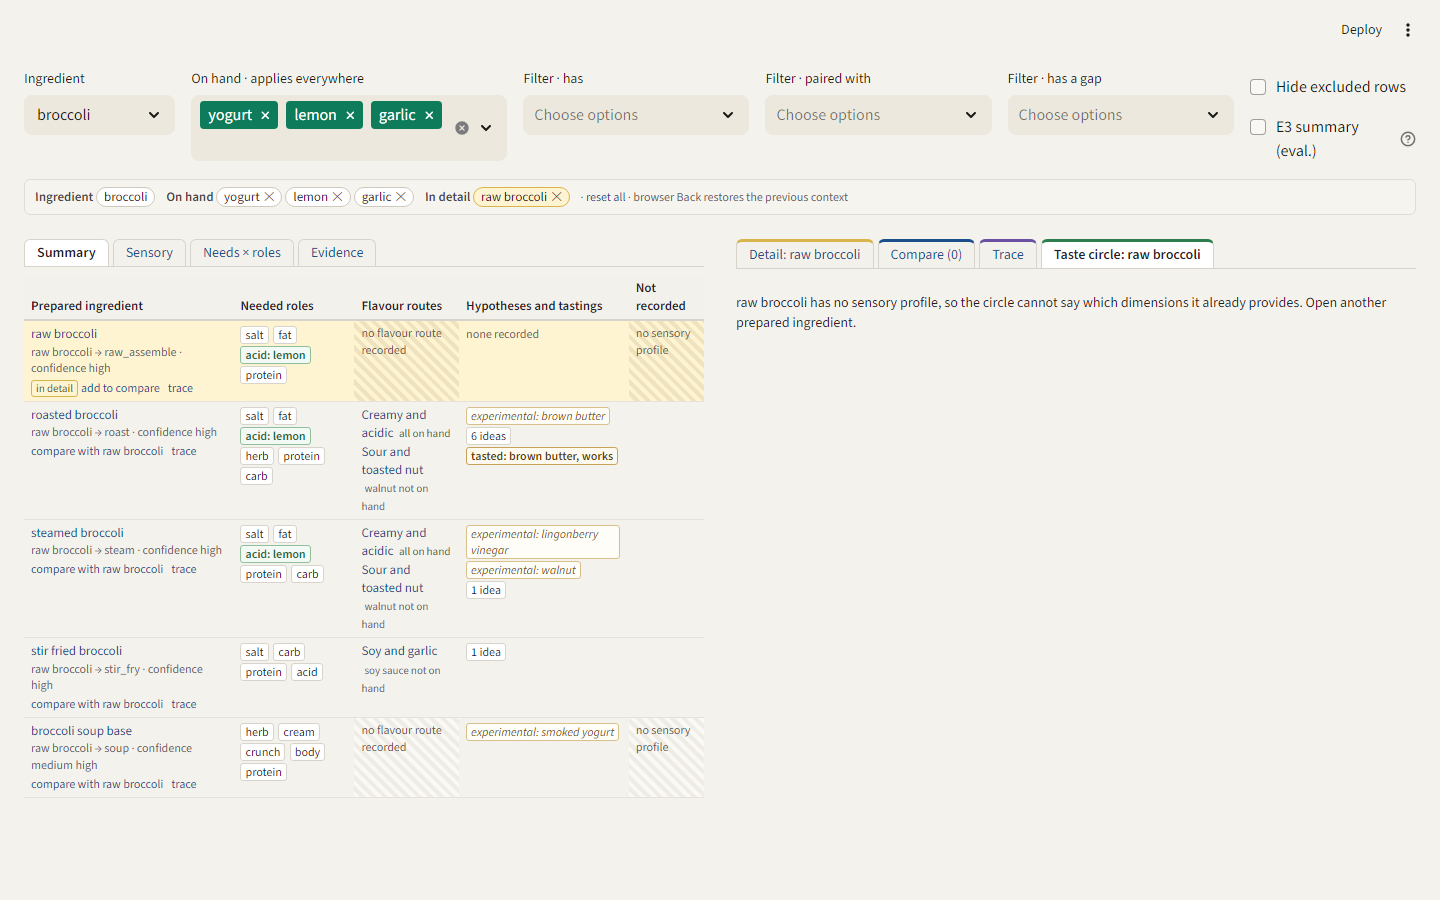 Deploy
Ingredient
On hand · applies everywhere
Filter · has
Filter · paired with
Filter · has a gap
broccoli
yogurt ×
lemon ×
garlic ×
Choose options
Choose options
Choose options
Hide excluded rows
E3 summary
(eval.)
Ingredient broccoli On hand yogurt × lemon × garlic × In detail raw broccoli × · reset all · browser Back restores the previous context
Summary
Sensory
Needs × roles
Evidence
Prepared ingredient
Needed roles
Flavour routes
Hypotheses and tastings
Not
recorded
raw broccoli
raw broccoli → raw_assemble ·
confidence high
in detail add to compare trace
salt fat
acid: lemon
protein
no flavour route
recorded
none recorded
no sensory
profile
roasted broccoli
raw broccoli → roast · confidence high
compare with raw broccoli trace
salt fat
acid: lemon
herb protein
carb
Creamy and
acidic all on hand
Sour and
toasted nut
walnut not on
hand
experimental: brown butter
6 ideas
tasted: brown butter, works
steamed broccoli
raw broccoli → steam · confidence high
compare with raw broccoli trace
salt fat
acid: lemon
protein carb
Creamy and
acidic all on hand
Sour and
toasted nut
walnut not on
hand
experimental: lingonberry
vinegar
experimental: walnut
1 idea
stir fried broccoli
raw broccoli → stir_fry · confidence
high
compare with raw broccoli trace
salt carb
protein acid
Soy and garlic
soy sauce not on
hand
1 idea
broccoli soup base
raw broccoli → soup · confidence
medium high
compare with raw broccoli trace
herb cream
crunch body
protein
no flavour route
recorded
experimental: smoked yogurt
no sensory
profile
Detail: raw broccoli
Compare (0)
Trace
Taste circle: raw broccoli
raw broccoli has no sensory profile, so the circle cannot say which dimensions it already provides. Open another
prepared ingredient.